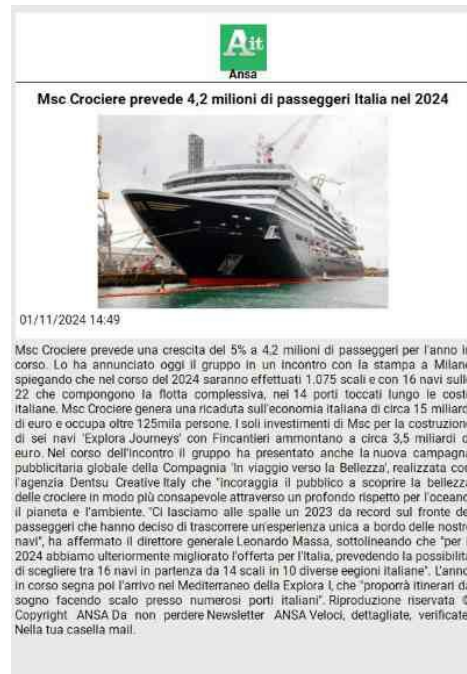 Ait
Ansa
Msc Crociere prevede 4,2 milioni di passeggeri Italia nel 2024
01/11/2024 14:49
Msc Crociere prevede una crescita del 5% a 4,2 milioni di passeggeri per l'anno in
corso. Lo ha annunciato oggi il gruppo in un incontro con la stampa a Milano
spiegando che nel corso del 2024 saranno effettuati 1.075 scali e con 16 navi sulle
22 che compongono la flotta complessiva, nei 14 porti toccati lungo le coste
italiane. Msc Crociere genera una ricaduta sull'economia italiana di circa 15 miliardi
di euro e occupa oltre 125mila persone. I soli investimenti di Msc per la costruzione
di sei navi 'Explora Journeys' con Fincantieri ammontano a circa 3,5 miliardi di
euro. Nel corso dell'incontro il gruppo ha presentato anche la nuova campagna
pubblicitaria globale della Compagnia 'In viaggio verso la Bellezza', realizzata con
l'agenzia Dentsu Creative Italy che "incoraggia il pubblico a scoprire la bellezza
delle crociere in modo più consapevole attraverso un profondo rispetto per l'oceano,
il pianeta e l'ambiente. "Ci lasciamo alle spalle un 2023 da record sul fronte dei
passeggeri che hanno deciso di trascorrere un'esperienza unica a bordo delle nostre
navi", ha affermato il direttore generale Leonardo Massa, sottolineando che "per il
2024 abbiamo ulteriormente migliorato l'offerta per l'Italia, prevedendo la possibilità
di scegliere tra 16 navi in partenza da 14 scali in 10 diverse eegioni italiane". L'anno
in corso segna poi l'arrivo nel Mediterraneo della Explora I, che "proporrà itinerari da
sogno facendo scalo presso numerosi porti italiani". Riproduzione riservata ©
Copyright ANSA Da non perdere Newsletter ANSA Veloci, dettagliate, verificate.
Nella tua casella mail.